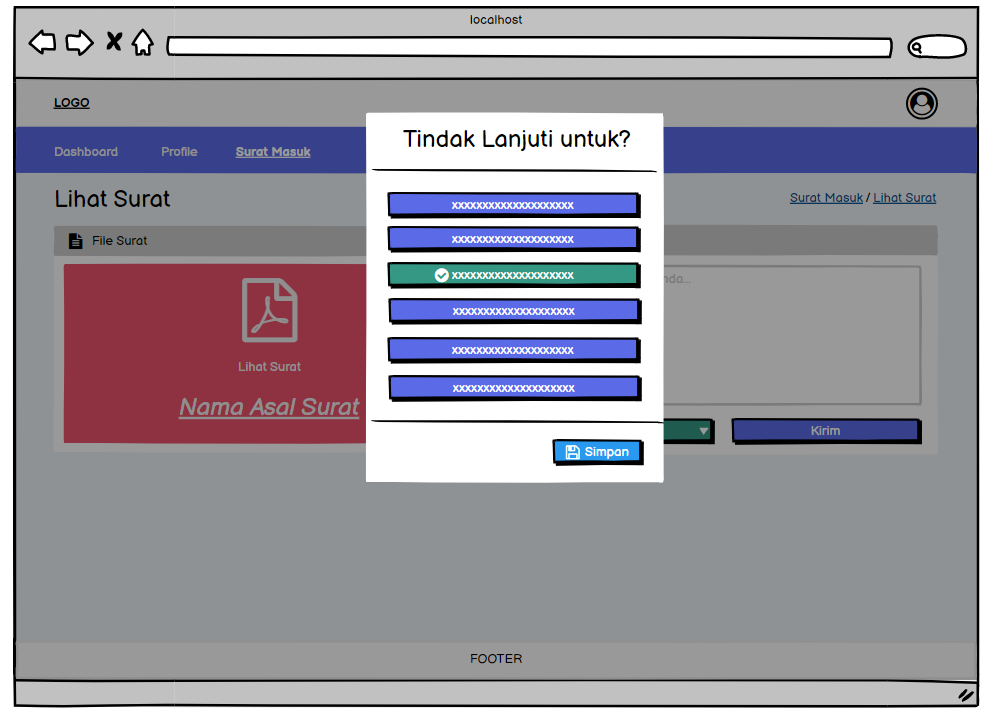 localhost
LOGO
Dashboard Profile Surat Masuk
Lihat Surat
Surat Masuk / Lihat Surat
File Surat
Lihat Surat
Nama Asal Surat
Tindak Lanjuti untuk?
xxxxxxxxxxxxxxxxxxxx
xxxxxxxxxxxxxxxxxxxx
xxxxxxxxxxxxxxxxxxxx
xxxxxxxxxxxxxxxxxxxx
xxxxxxxxxxxxxxxxxxxx
xxxxxxxxxxxxxxxxxxxx
Simpan
Kirim
FOOTER